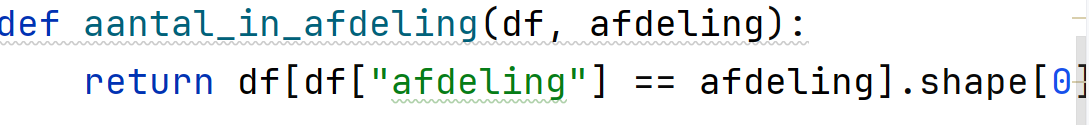 def aantal_in_afdeling(df, afdeling):
    return df[df["afdeling"] == afdeling].shape[0]